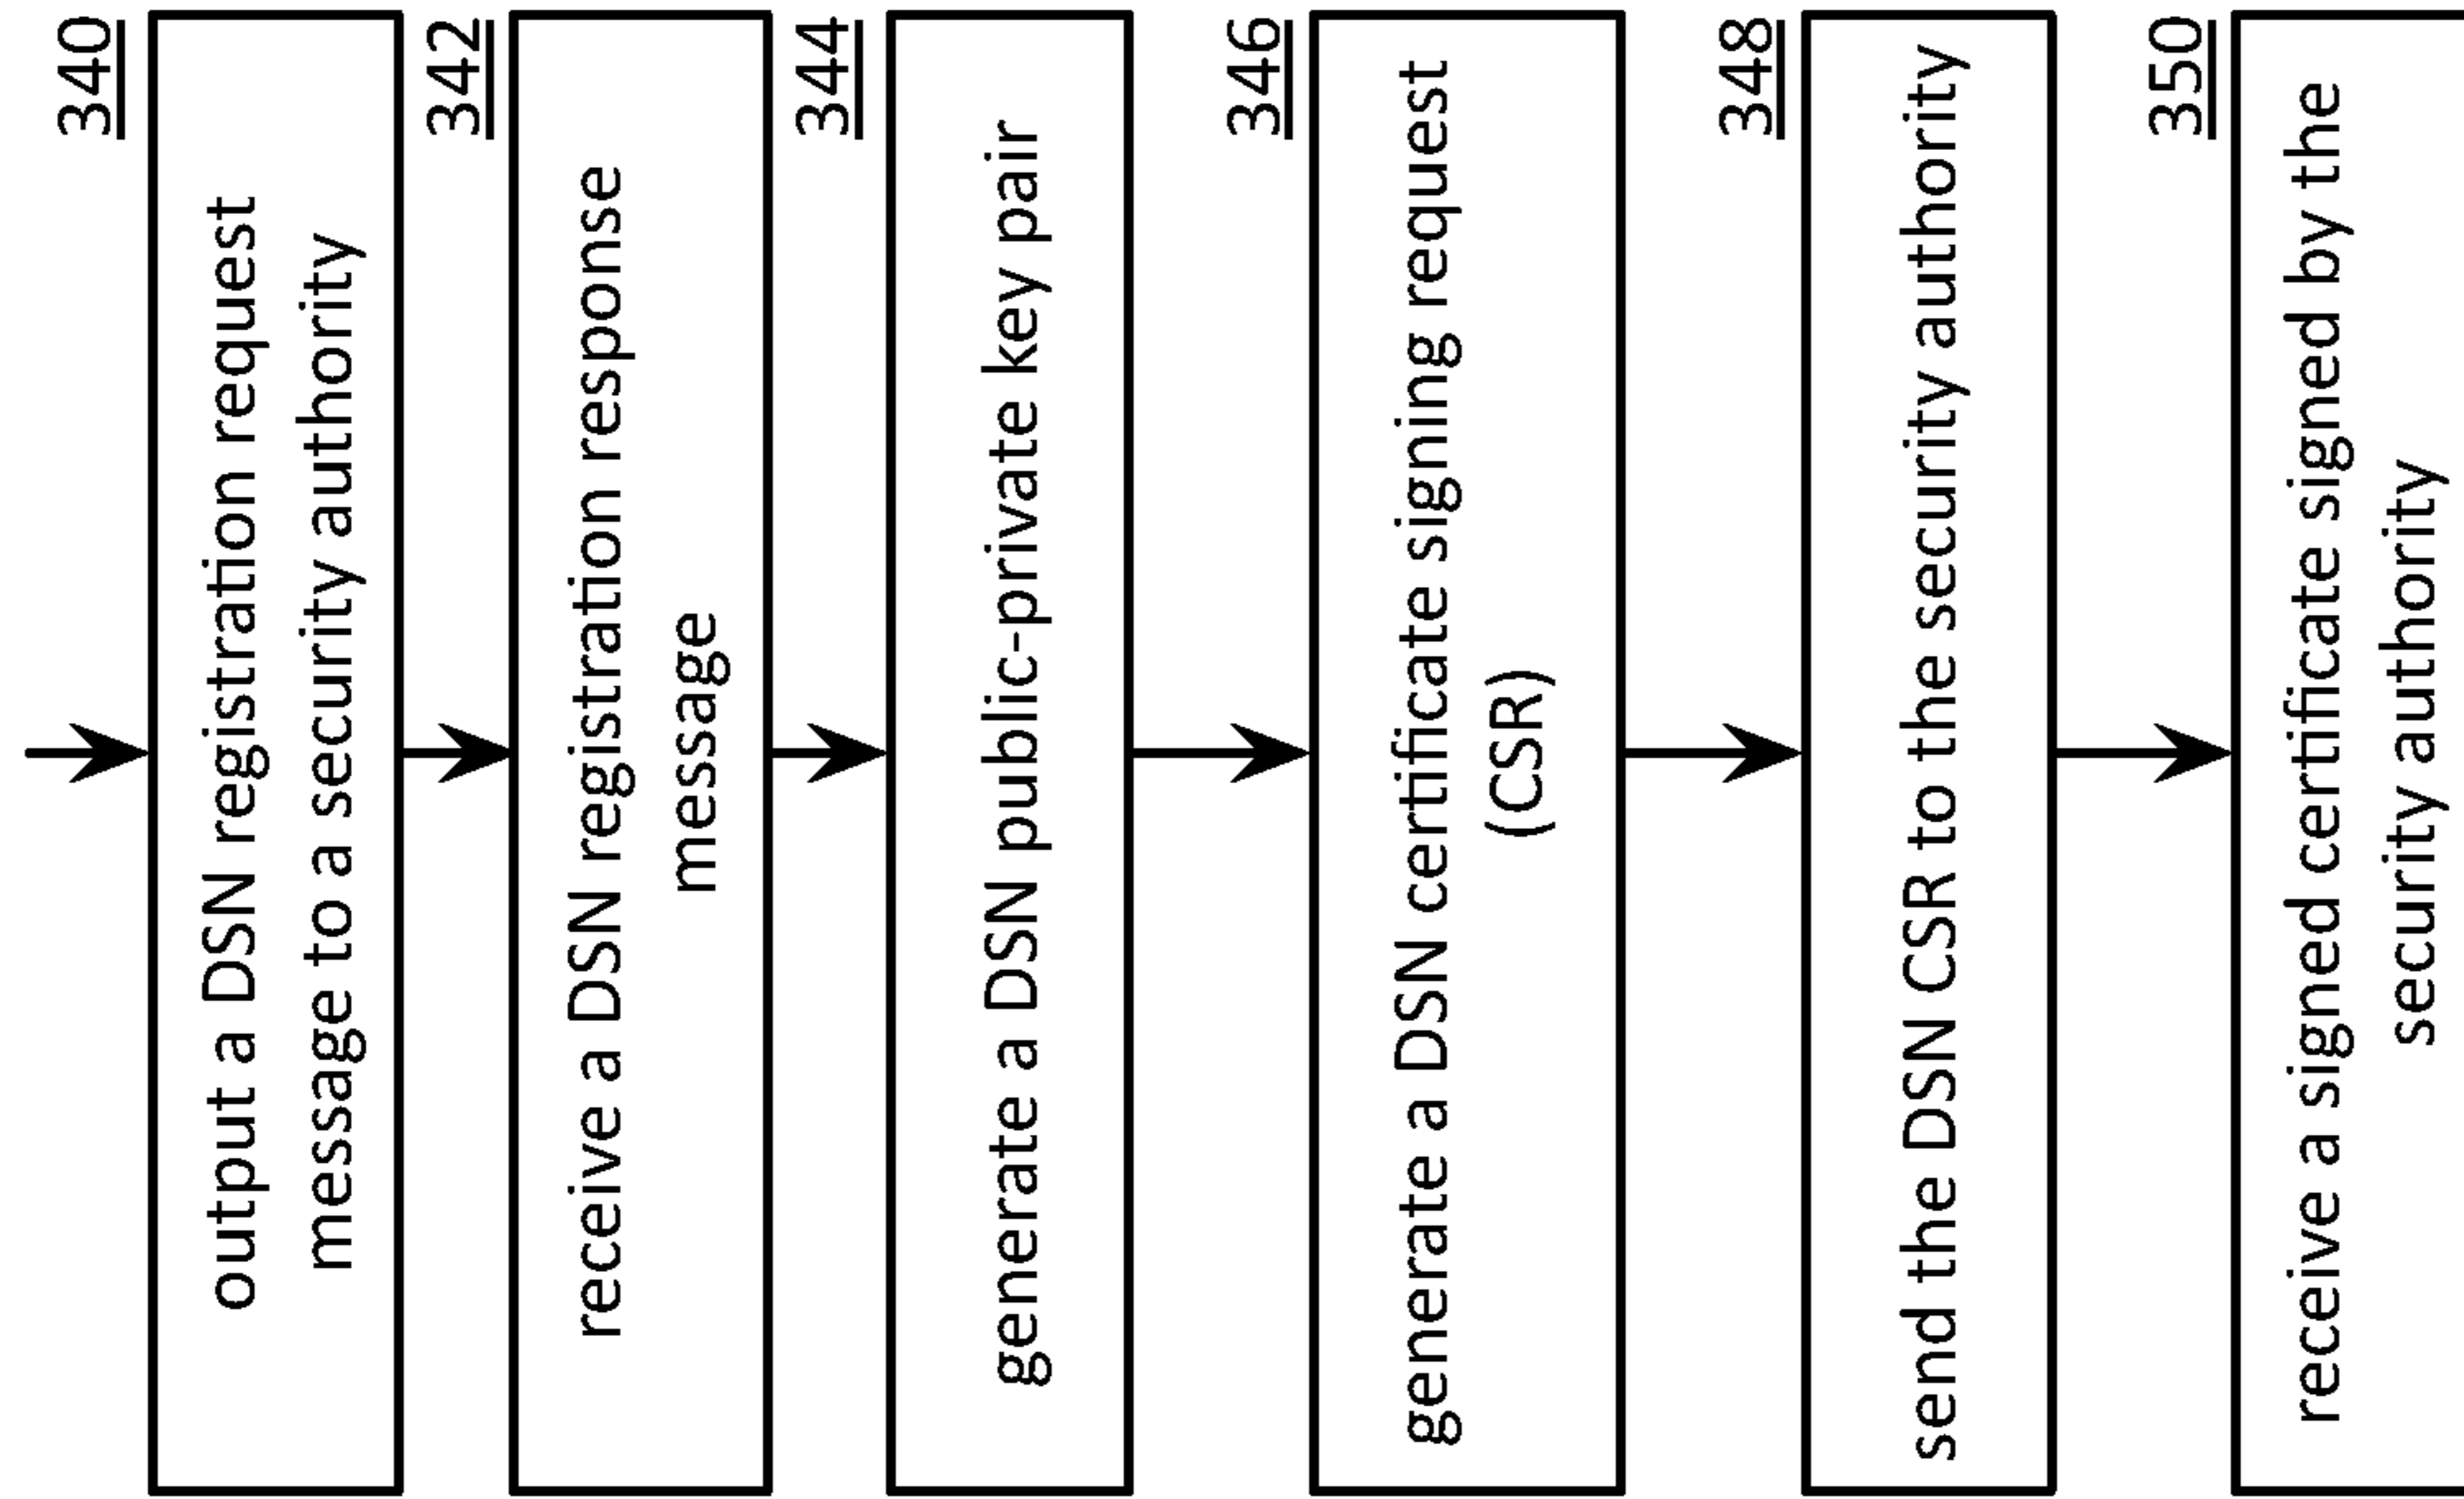 340
output a DSN registration request
message to a security authority
342
receive a DSN registration response
message
344
generate a DSN public-private key pair
346
generate a DSN certificate signing request
(CSR)
348
send the DSN CSR to the security authority
350
receive a signed certificate signed by the
security authority